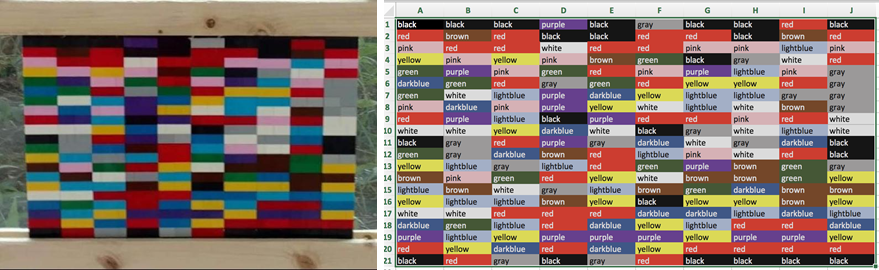 A B C D E F G H I J
1 black black black purple black gray black black red black
2 red brown red black black red red black brown red
3 pink red red white red red pink pink lightblue pink
4 yellow pink yellow pink brown green black gray white red
5 green purple pink green red pink purple lightblue pink gray
6 darkblue green red gray green red yellow yellow red gray
7 green white lightblue purple darkblue yellow lightblue lightblue red gray
8 pink darkblue pink purple yellow white lightblue white brown gray
9 red purple lightblue black purple red red pink red white
10 white white yellow darkblue white black gray white lightblue white
11 black gray red purple gray darkblue white gray darkblue black
12 green gray darkblue brown red lightblue pink white red black
13 yellow lightblue gray lightblue red green purple brown green gray
14 brown pink green red yellow white brown brown green yellow
15 lightblue brown white gray lightblue brown green darkblue brown brown
16 yellow lightblue lightblue brown yellow black yellow yellow brown yellow
17 white white red red red darkblue darkblue lightblue darkblue lightblue
18 darkblue green lightblue red darkblue lightblue yellow lightblue red darkblue
19 purple lightblue yellow purple purple purple yellow purple purple yellow
20 red yellow darkblue red darkblue yellow red red red darkblue
21 black red gray black gray red black black black black